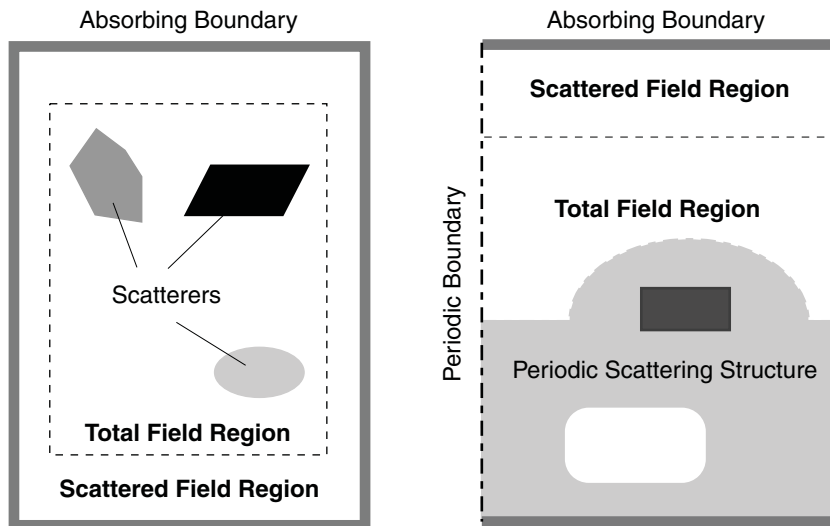 Absorbing Boundary
Scatterers
Total Field Region
Scattered Field Region
Absorbing Boundary
Scattered Field Region
Total Field Region
Periodic Boundary
Periodic Scattering Structure